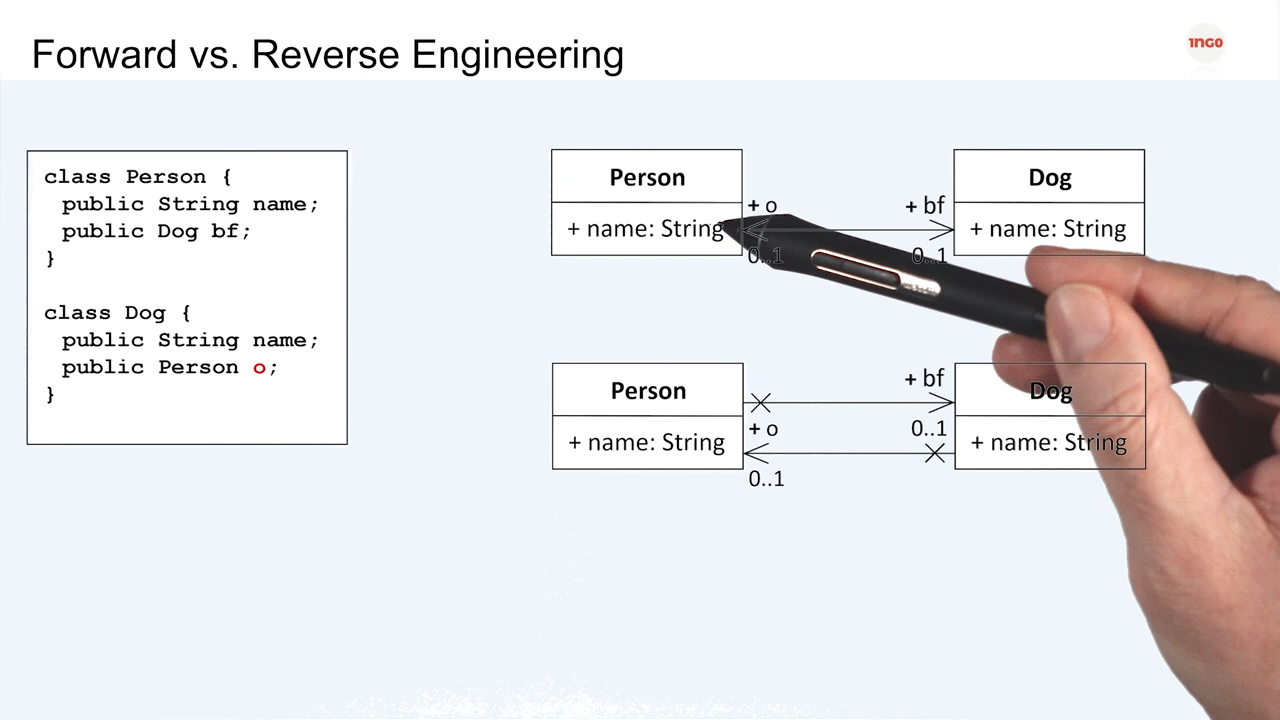 Forward vs. Reverse Engineering
1NGO
class Person {
public String name;
public Dog bf;
}
class Dog {
public String name;
public Person o;
}
Person
+ name: String
+ o
0..1
+ bf
0..1
Dog
+ name: String
Person
+ name: String
+ bf
0..1
+ o
0..1
Dog
+ name: String